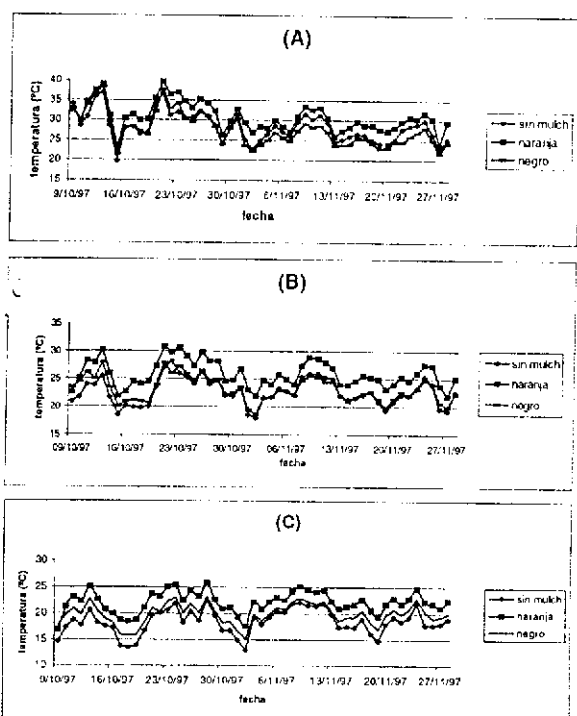 (A)
temperatura (ºC)
40
35
30
25
20
15
9/10/97 16/10/97 23/10/97 30/10/97 6/11/97 13/11/97 20/11/97 27/11/97
fecha
sin mulch
naranja
negro
(B)
temperatura (ºC)
35
30
25
20
15
09/10/97 16/10/97 23/10/97 30/10/97 06/11/97 13/11/97 20/11/97 27/11/97
fecha
sin mulch
naranja
negro
(C)
temperatura (ºC)
30
25
20
15
10
9/10/97 16/10/97 23/10/97 30/10/97 6/11/97 13/11/97 20/11/97 27/11/97
fecha
sin mulch
naranja
negro